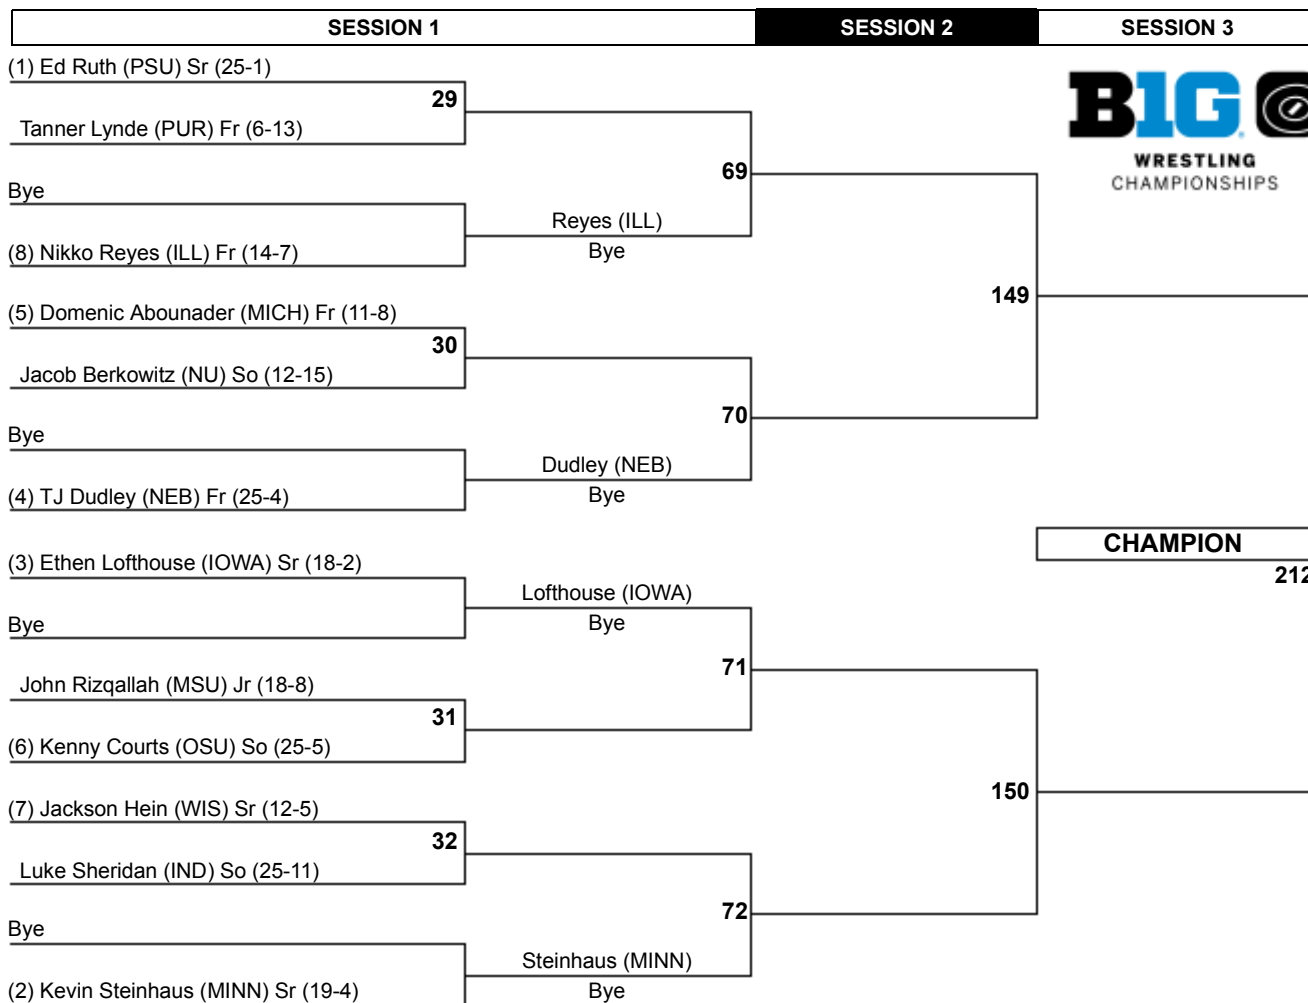 SESSION 1 SESSION 2 SESSION 3
(1) Ed Ruth (PSU) Sr (25-1)
29
Tanner Lynde (PUR) Fr (6-13)
B1G
WRESTLING
CHAMPIONSHIPS
69
Bye
Reyes (ILL)
(8) Nikko Reyes (ILL) Fr (14-7)
Bye
149
(5) Domenic Abounader (MICH) Fr (11-8)
30
Jacob Berkowitz (NU) So (12-15)
70
Bye
Dudley (NEB)
(4) TJ Dudley (NEB) Fr (25-4)
Bye
CHAMPION
212
(3) Ethen Lofthouse (IOWA) Sr (18-2)
Lofthouse (IOWA)
Bye
Bye
71
John Rizqallah (MSU) Jr (18-8)
31
(6) Kenny Courts (OSU) So (25-5)
150
(7) Jackson Hein (WIS) Sr (12-5)
32
Luke Sheridan (IND) So (25-11)
72
Bye
Steinhaus (MINN)
(2) Kevin Steinhaus (MINN) Sr (19-4)
Bye